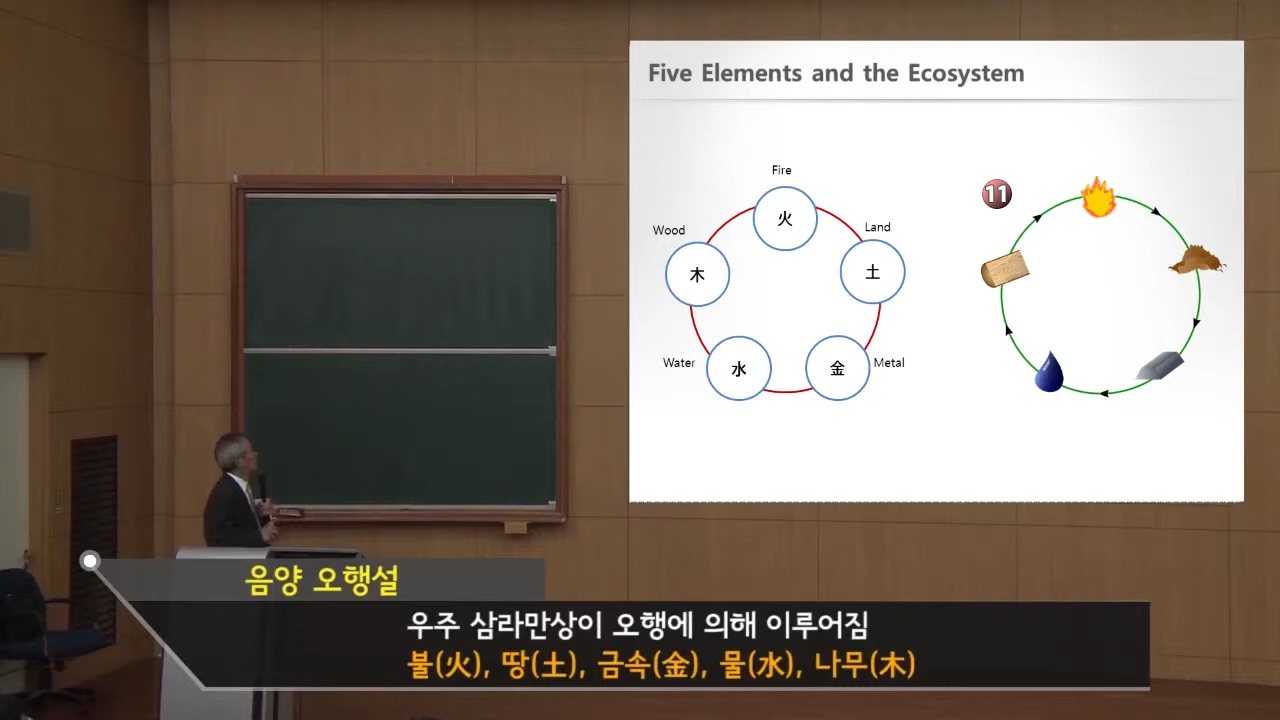 Five Elements and the Ecosystem
Fire
火
Wood
木
Land
土
Water
水
Metal
金
11
음양 오행설
우주 삼라만상이 오행에 의해 이루어짐
불(火), 땅(土), 금속(金), 물(水), 나무(木)